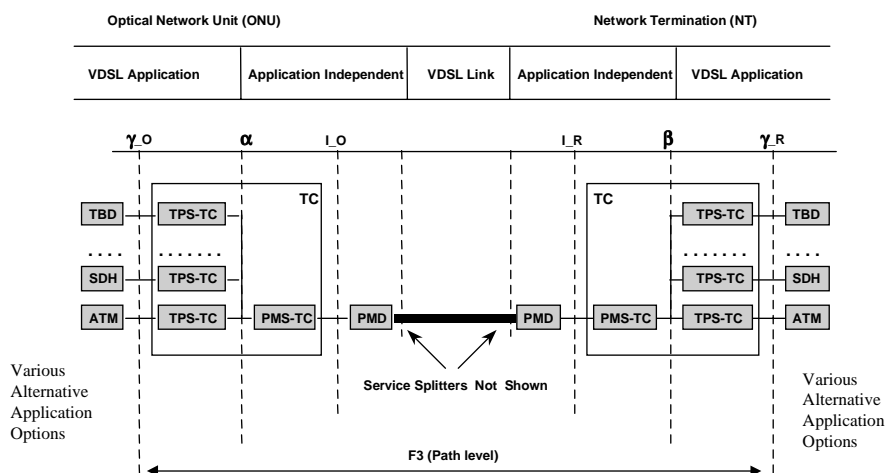 Optical Network Unit (ONU) Network Termination (NT)
VDSL Application Application Independent VDSL Link Application Independent VDSL Application
γ_O α I_O I_R β γ_R
TC TC
TBD TPS-TC TPS-TC TBD
. . . . . . . . . . . . . . . . . . . . . .
SDH TPS-TC TPS-TC SDH
ATM TPS-TC PMS-TC PMD PMD PMS-TC TPS-TC ATM
Various
Alternative
Application
Options
Service Splitters Not Shown
Various
Alternative
Application
Options
F3 (Path level)